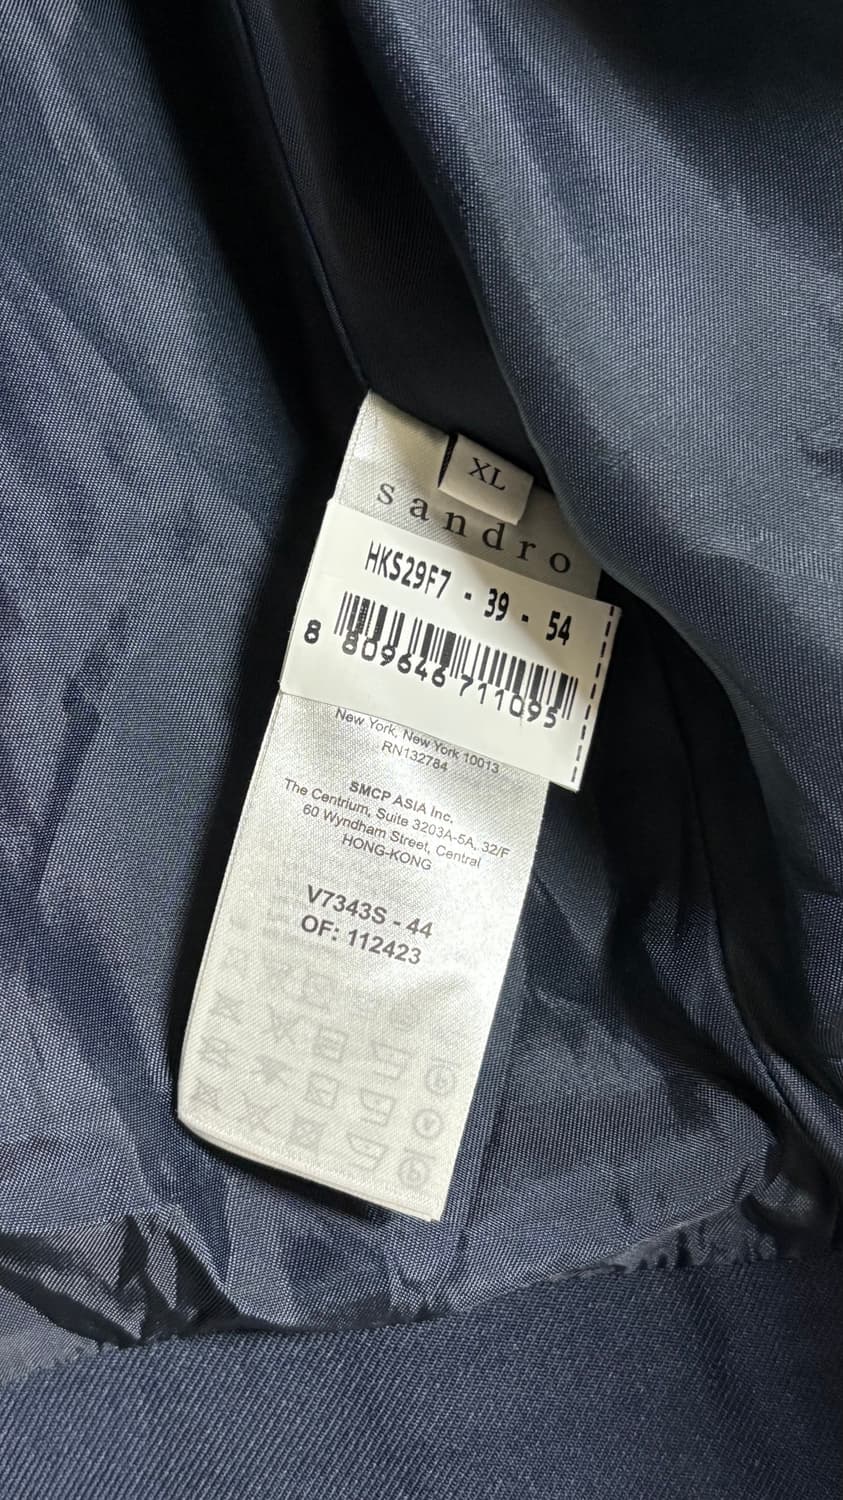 XL
sandro
HKS29F7 - 39 - 54
8 809646 711095
New York, New York 10013
RN132784
SMCP ASIA Inc.
The Centrium, Suite 3203A-5A, 32/F
60 Wyndham Street, Central
HONG-KONG
V7343S - 44
OF: 112423